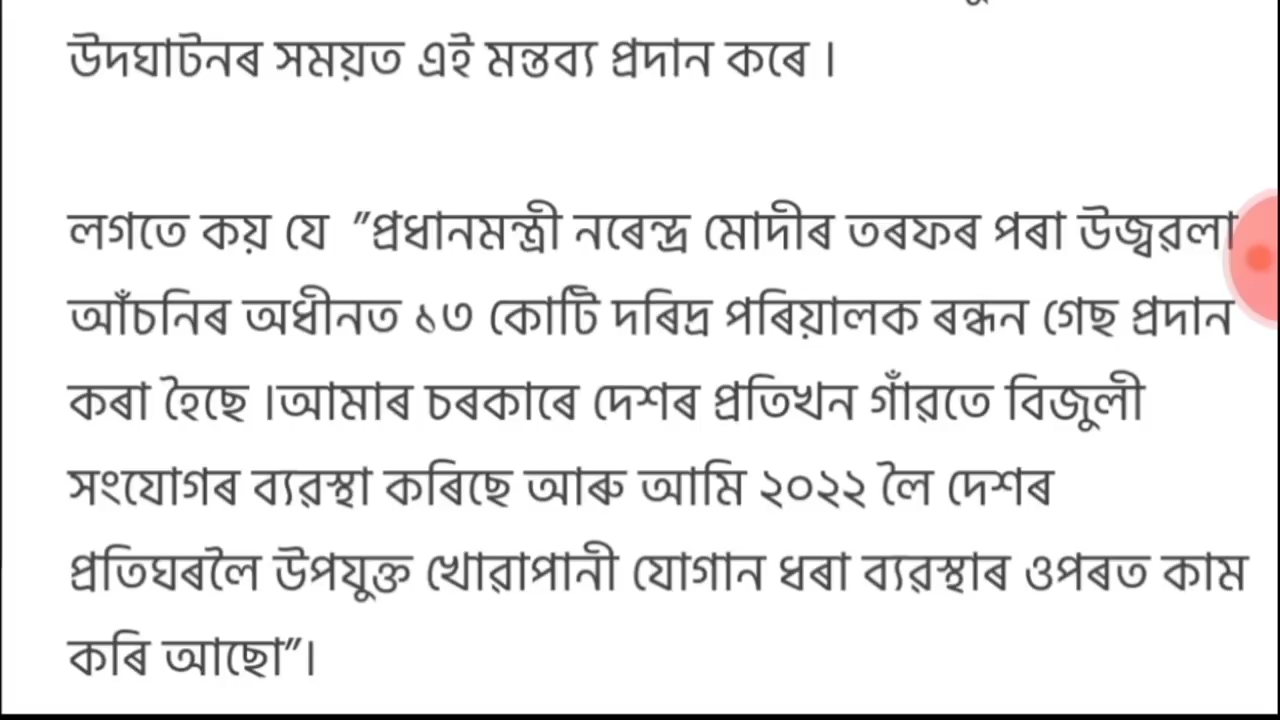 উদঘাটনৰ সময়ত এই মন্তব্য প্ৰদান কৰে ।
লগতে কয় যে "প্ৰধানমন্ত্ৰী নৰেন্দ্ৰ মোদীৰ তৰফৰ পৰা উজ্বৱলা
আঁচনিৰ অধীনত ১৩ কোটি দৰিদ্ৰ পৰিয়ালক ৰন্ধন গেছ প্ৰদান
কৰা হৈছে ।আমাৰ চৰকাৰে দেশৰ প্ৰতিখন গাঁৱতে বিজুলী
সংযোগৰ ব্যৱস্থা কৰিছে আৰু আমি ২০২২ লৈ দেশৰ
প্ৰতিঘৰলৈ উপযুক্ত খোৱাপানী যোগান ধৰা ব্যৱস্থাৰ ওপৰত কাম
কৰি আছো"।